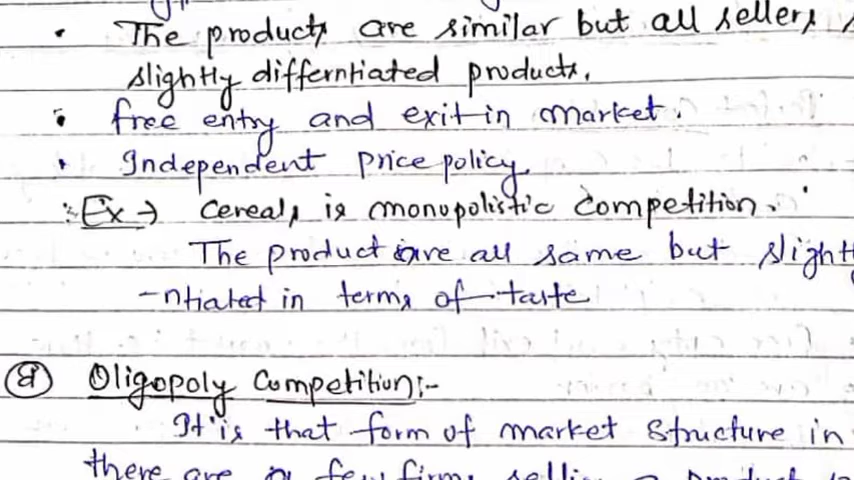 • The products are similar but all sellers
slightly differntiated products.
• free entry and exit in market.
• Independent price policy
Ex → Cereals is monopolistic competition.
The product are all same but slight
-ntiated in terms of taste
Oligopoly Competition:-
It is that form of market structure in
there are a few firms selling a product